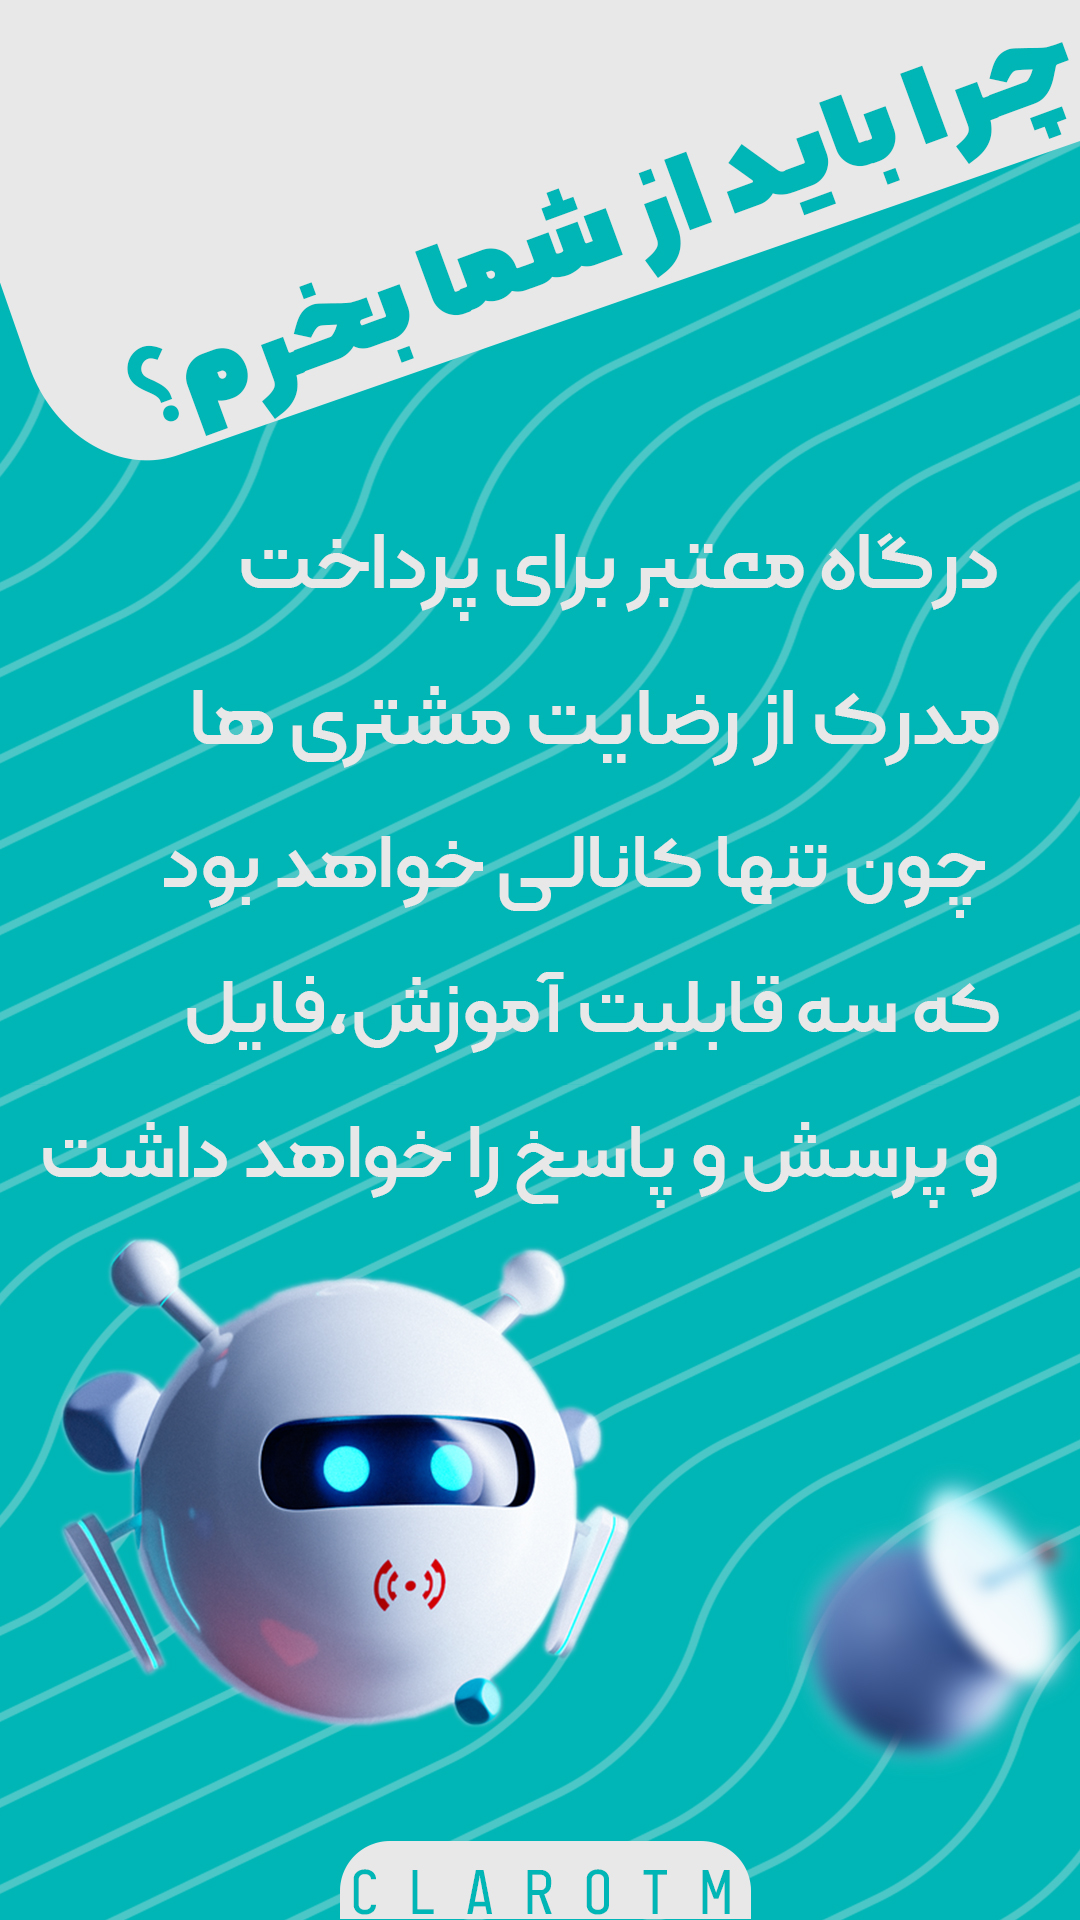 چرا باید از شما بخرم؟
درگاه معتبر برای پرداخت
مدرک از رضایت مشتری ها
چون تنها کانالی خواهد بود
که سه قابلیت آموزش،فایل
و پرسش و پاسخ را خواهد داشت
CLAROTM